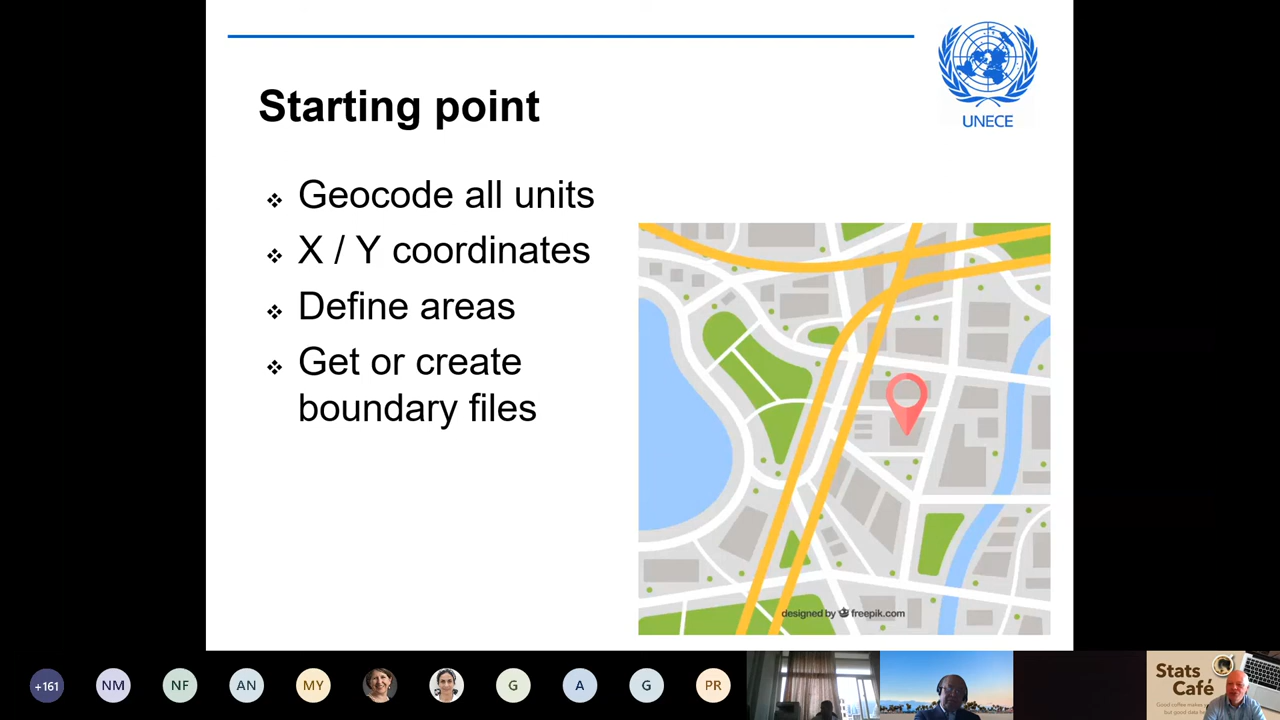 Starting point
UNECE
Geocode all units
X / Y coordinates
Define areas
Get or create
boundary files
designed by freepik.com
+161
NM
NF
AN
MY
G
A
G
PR
Stats
Café